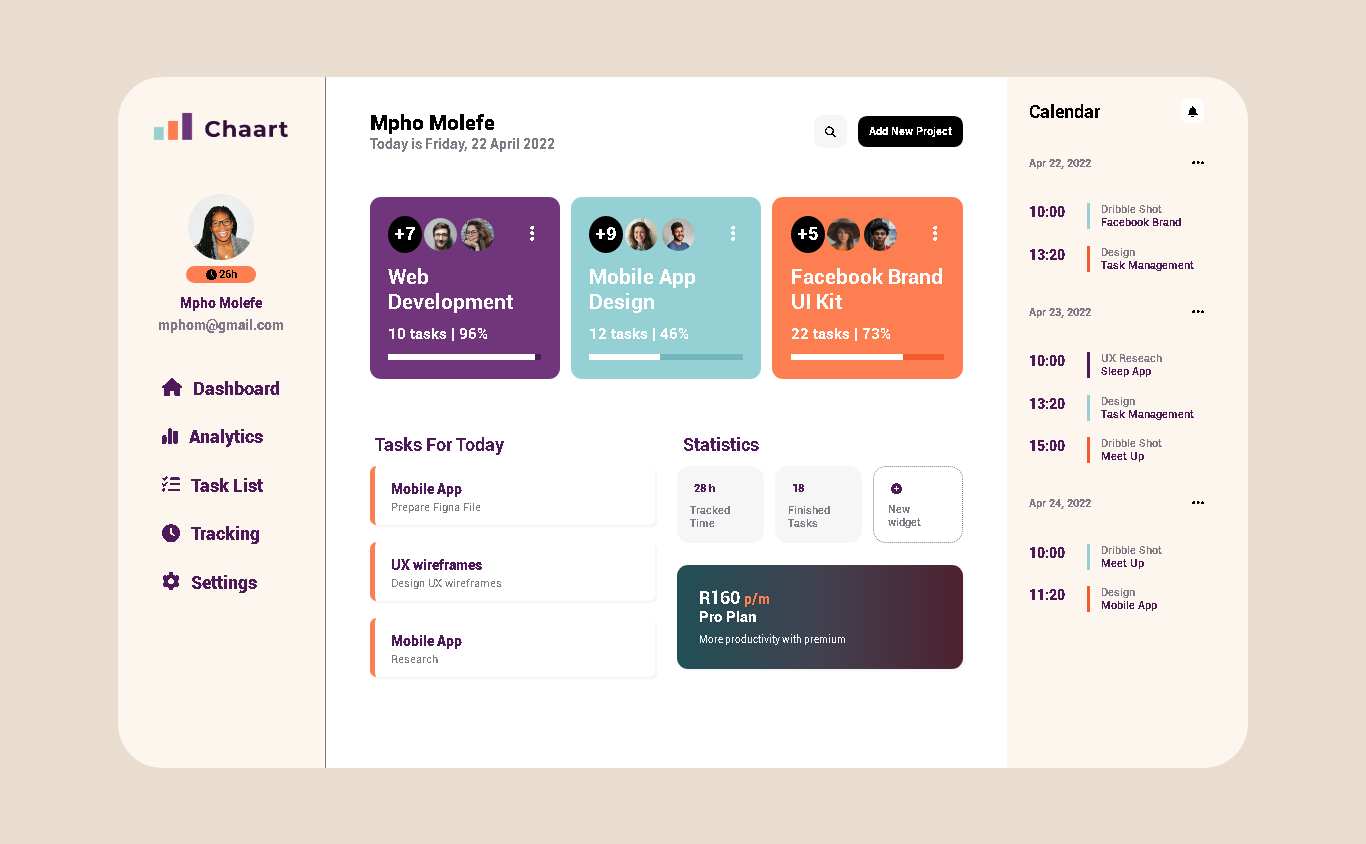 Chaart
26h
Mpho Molefe
mphom@gmail.com
Dashboard
Analytics
Task List
Tracking
Settings
Mpho Molefe
Today is Friday, 22 April 2022
Add New Project
+7
Web
Development
10 tasks | 96%
+9
Mobile App
Design
12 tasks | 46%
+5
Facebook Brand
UI Kit
22 tasks | 73%
Tasks For Today
Mobile App
Prepare Figna File
UX wireframes
Design UX wireframes
Mobile App
Research
Statistics
28 h
Tracked
Time
18
Finished
Tasks
New
widget
R160 p/m
Pro Plan
More productivity with premium
Calendar
Apr 22, 2022
10:00
Dribble Shot
Facebook Brand
13:20
Design
Task Management
Apr 23, 2022
10:00
UX Reseach
Sleep App
13:20
Design
Task Management
15:00
Dribble Shot
Meet Up
Apr 24, 2022
10:00
Dribble Shot
Meet Up
11:20
Design
Mobile App